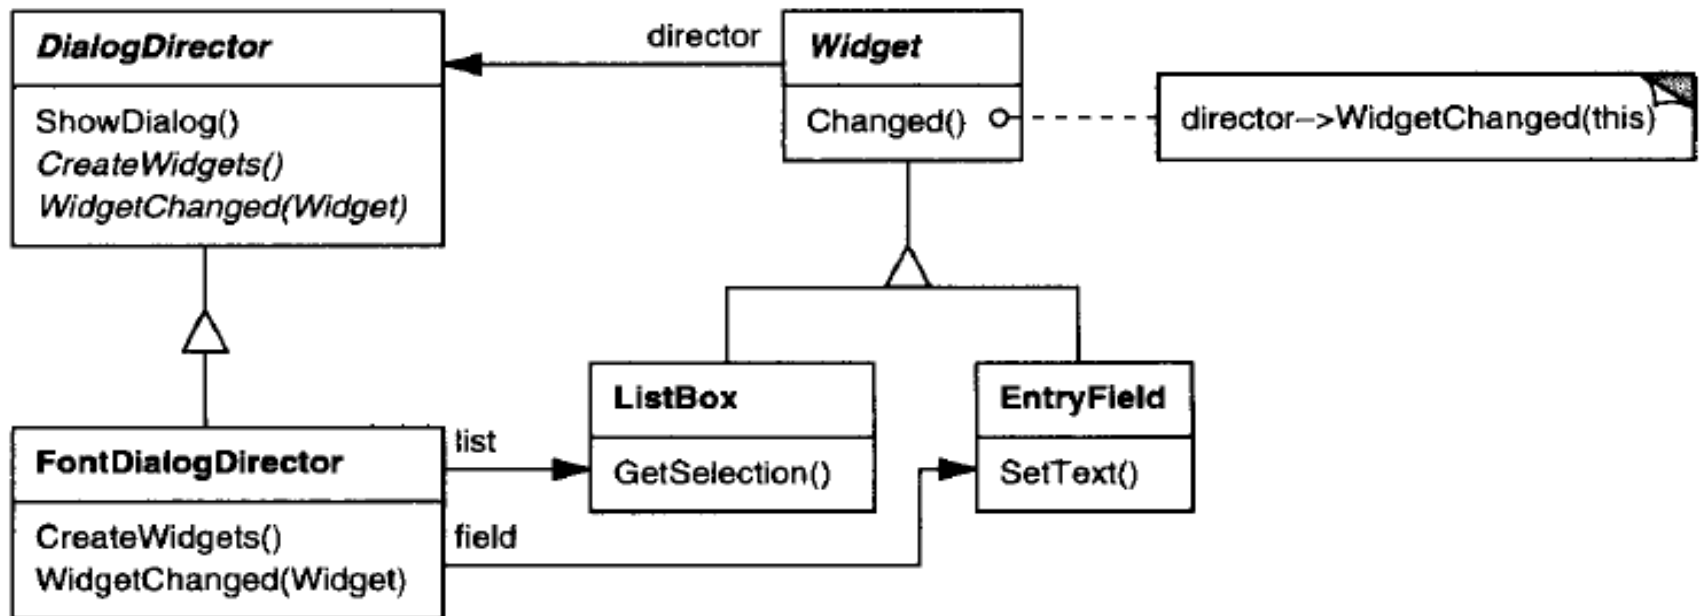 DialogDirector
ShowDialog()
CreateWidgets()
WidgetChanged(Widget)
director
Widget
Changed()
director–>WidgetChanged(this)
FontDialogDirector
CreateWidgets()
WidgetChanged(Widget)
list
field
ListBox
GetSelection()
EntryField
SetText()